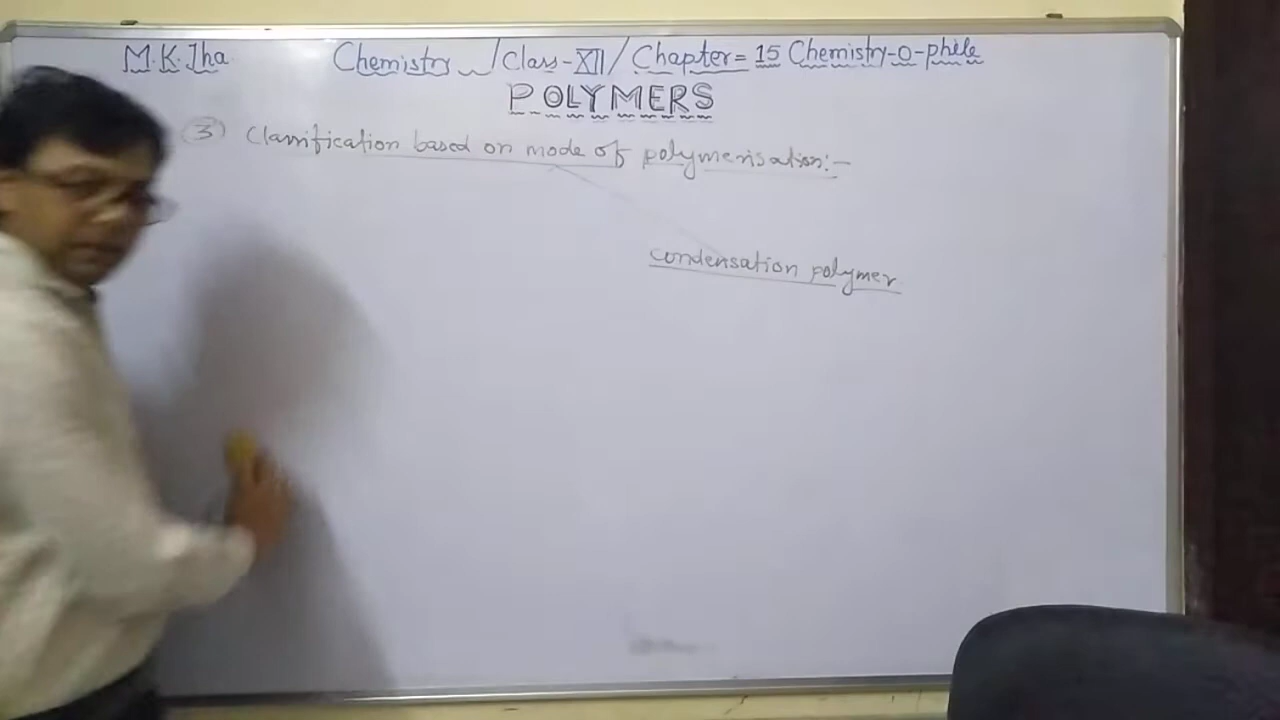 M.K.Jha Chemistry /Class-XII/ Chapter= 15 Chemistry-o-phile
POLYMERS
3) Classification based on mode of polymerisation:-
condensation polymer